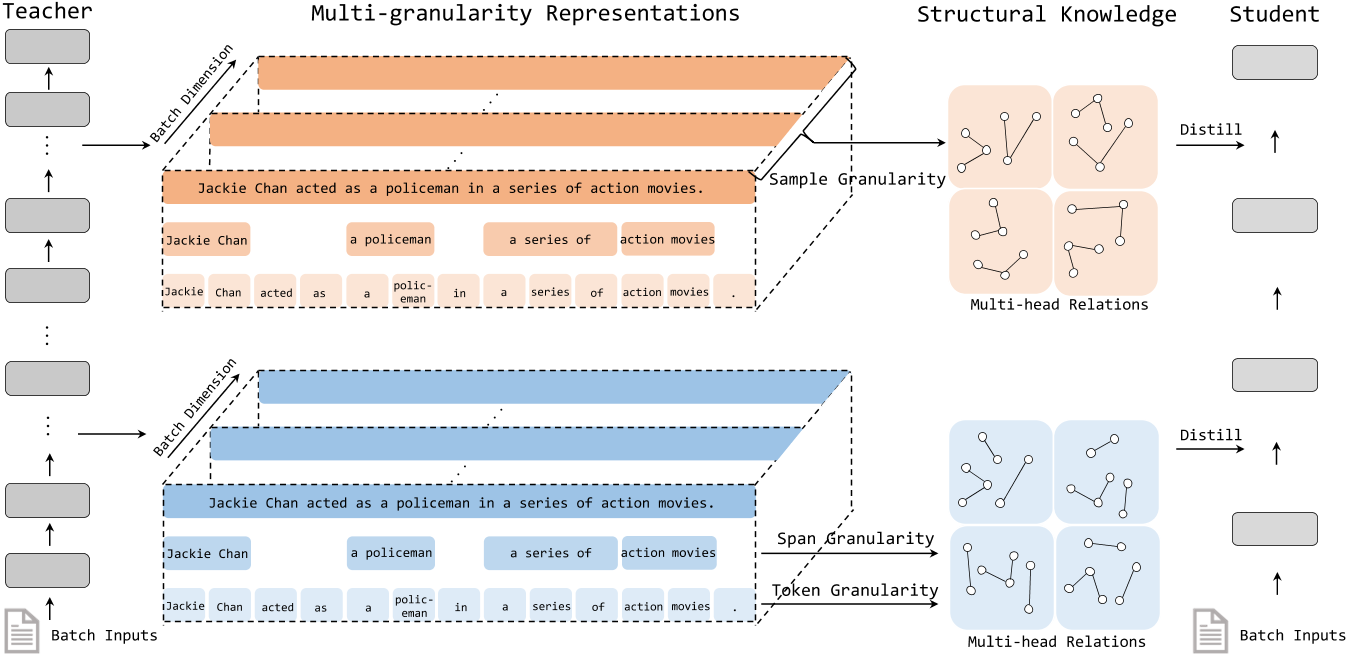 Teacher
Multi-granularity Representations
Structural Knowledge
Student
Batch Dimension
Jackie Chan acted as a policeman in a series of action movies.
Jackie Chan
a policeman
a series of
action movies
Jackie
Chan
acted
as
a
polic-
eman
in
a
series
of
action
movies
.
Sample Granularity
Multi-head Relations
Distill
Batch Dimension
Jackie Chan acted as a policeman in a series of action movies.
Jackie Chan
a policeman
a series of
action movies
Jackie
Chan
acted
as
a
polic-
eman
in
a
series
of
action
movies
.
Span Granularity
Token Granularity
Multi-head Relations
Distill
Batch Inputs
Batch Inputs